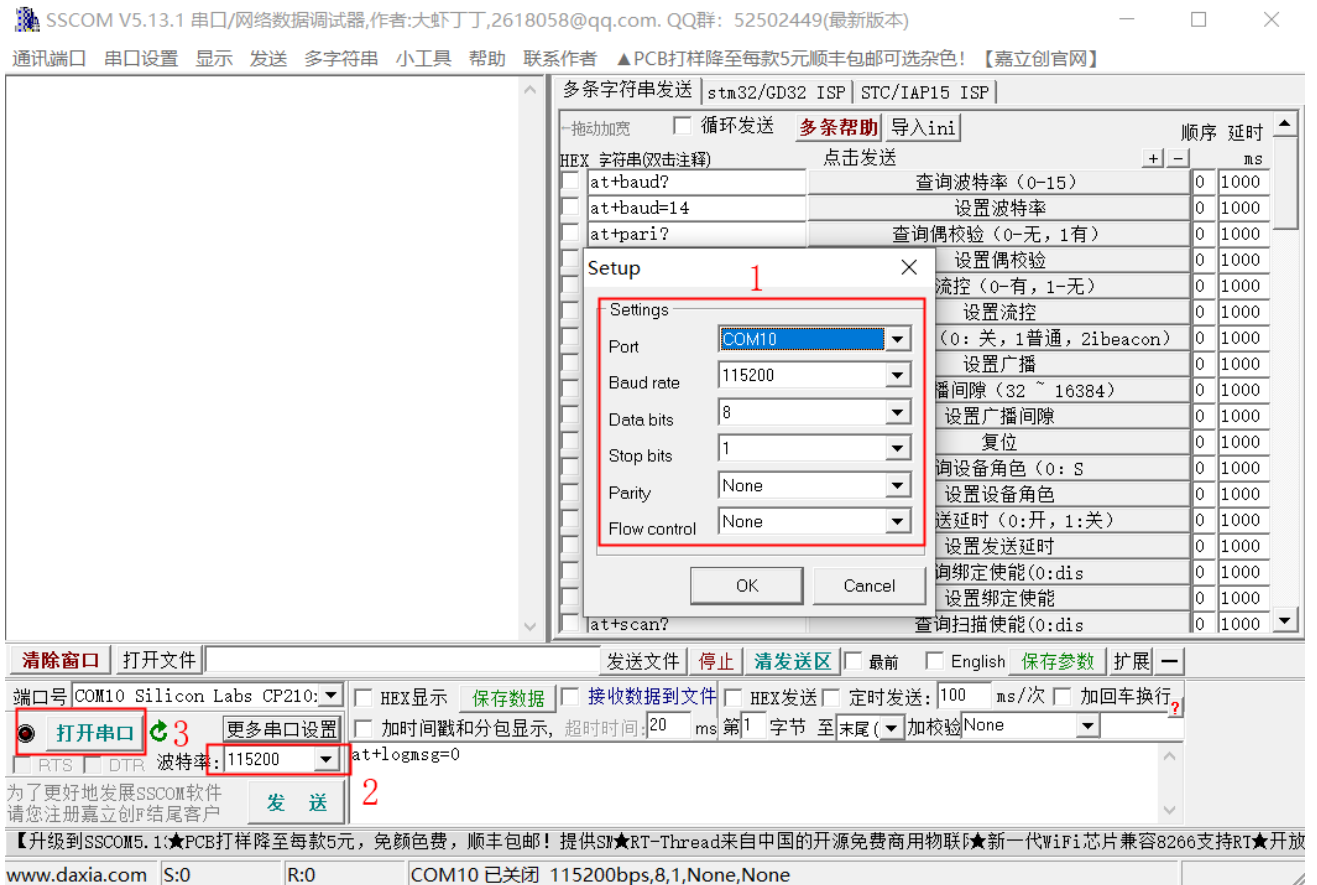 SSCOM V5.13.1 串口/网络数据调试器,作者:大虾丁丁,2618058@qq.com. QQ群: 52502449(最新版本)
通讯端口 串口设置 显示 发送 多字符串 小工具 帮助 联系作者 ▲PCB打样降至每款5元顺丰包邮可选杂色!【嘉立创官网】
多条字符串发送 stm32/GD32 ISP STC/IAP15 ISP
←拖动加宽 循环发送 多条帮助 导入ini 顺序 延时
HEX 字符串(双击注释) 点击发送 + − ms
at+baud? 查询波特率（0-15） 0 1000
at+baud=14 设置波特率 0 1000
at+pari? 查询偶校验（0-无，1有） 0 1000
设置偶校验 0 1000
流控（0-有，1-无） 0 1000
设置流控 0 1000
（0: 关，1普通，2ibeacon） 0 1000
设置广播 0 1000
播间隙（32 ~ 16384） 0 1000
设置广播间隙 0 1000
复位 0 1000
询设备角色（0: S 0 1000
设置设备角色 0 1000
送延时（0:开，1:关） 0 1000
设置发送延时 0 1000
询绑定使能(0:dis 0 1000
设置绑定使能 0 1000
at+scan? 查询扫描使能(0:dis 0 1000
Setup
1
Settings
Port COM10
Baud rate 115200
Data bits 8
Stop bits 1
Parity None
Flow control None
OK Cancel
清除窗口 打开文件 发送文件 停止 清发送区 最前 English 保存参数 扩展 —
端口号 COM10 Silicon Labs CP210: HEX显示 保存数据 接收数据到文件 HEX发送 定时发送: 100 ms/次 加回车换行 ?
打开串口 3 更多串口设置 加时间戳和分包显示, 超时时间: 20 ms 第1 字节 至 末尾( 加校验None
RTS DTR 波特率: 115200 at+logmsg=0
2
为了更好地发展SSCOM软件
请您注册嘉立创F结尾客户
发 送
【升级到SSCOM5.1:★PCB打样降至每款5元，免颜色费，顺丰包邮！提供SM★RT-Thread来自中国的开源免费商用物联★新一代WiFi芯片兼容8266支持RT★开放
www.daxia.com S:0 R:0 COM10 已关闭 115200bps,8,1,None,None